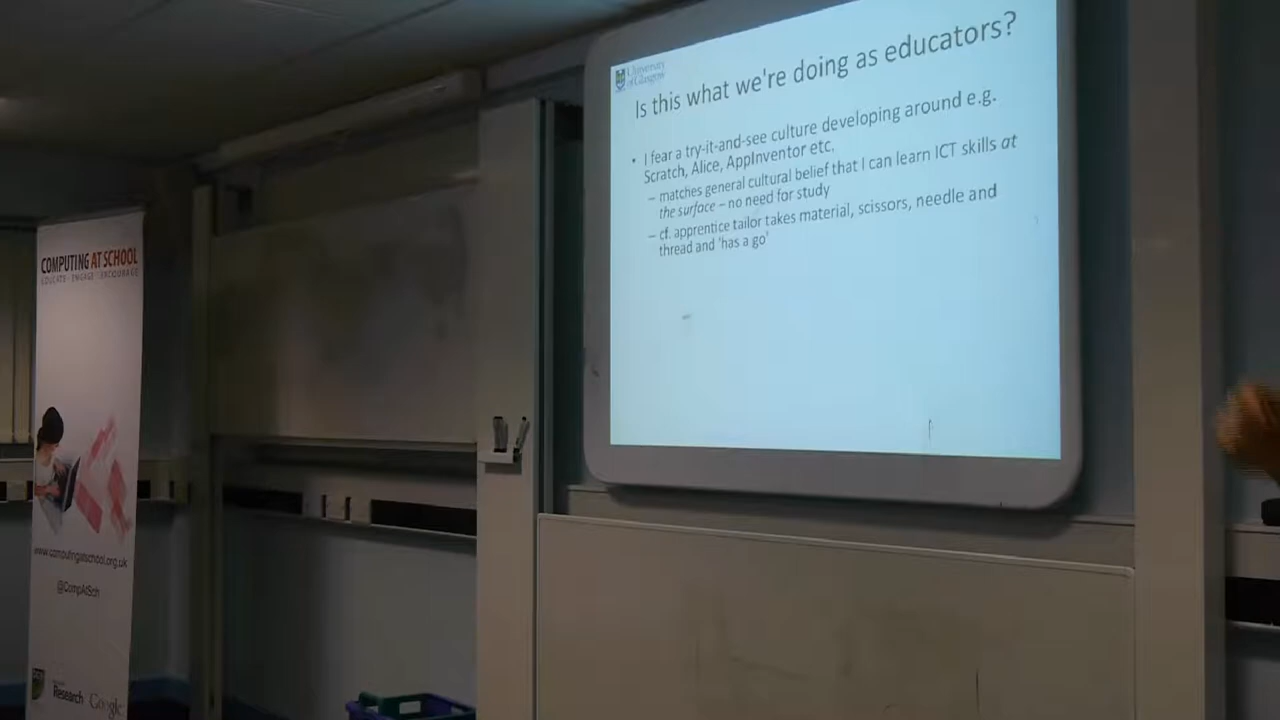 University
of Glasgow
Is this what we're doing as educators?
• I fear a try-it-and-see culture developing around e.g.
Scratch, Alice, AppInventor etc.
– matches general cultural belief that I can learn ICT skills at
the surface – no need for study
– cf. apprentice tailor takes material, scissors, needle and
thread and 'has a go'
COMPUTING AT SCHOOL
EDUCATE · ENGAGE · ENCOURAGE
www.computingatschool.org.uk
@CompAtSch
Research
Google